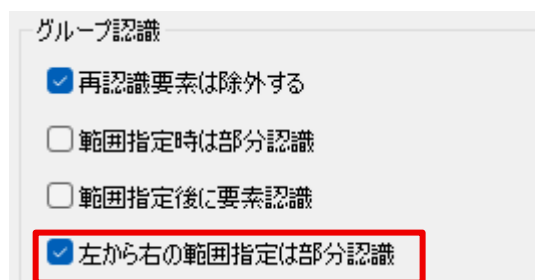 グループ認識
再認識要素は除外する
範囲指定時は部分認識
範囲指定後に要素認識
左から右の範囲指定は部分認識